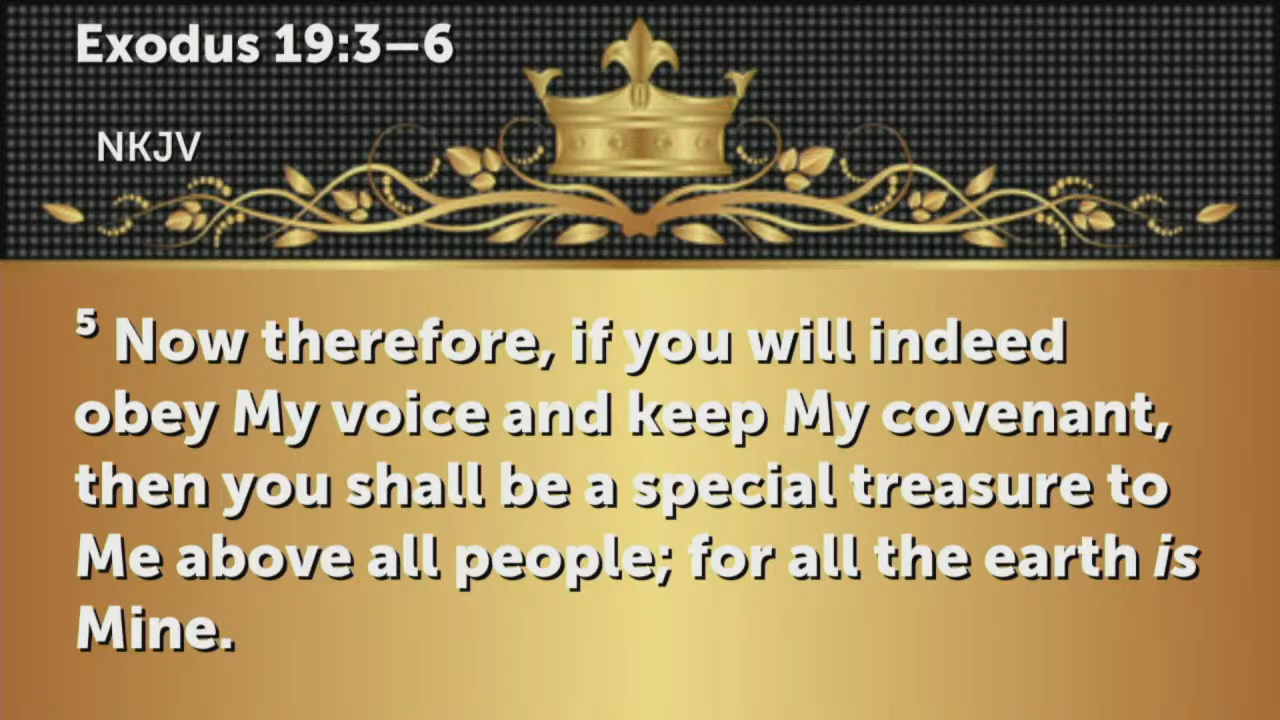 Exodus 19:3–6
NKJV
5 Now therefore, if you will indeed
obey My voice and keep My covenant,
then you shall be a special treasure to
Me above all people; for all the earth is
Mine.